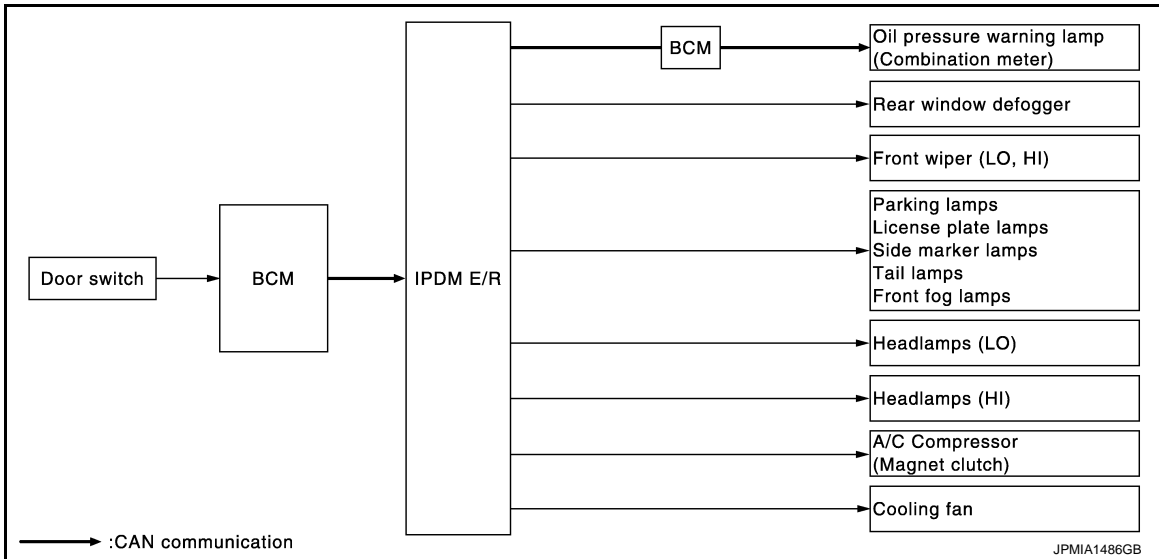 Door switch
BCM
IPDM E/R
BCM
Oil pressure warning lamp
(Combination meter)
Rear window defogger
Front wiper (LO, HI)
Parking lamps
License plate lamps
Side marker lamps
Tail lamps
Front fog lamps
Headlamps (LO)
Headlamps (HI)
A/C Compressor
(Magnet clutch)
Cooling fan
:CAN communication
JPMIA1486GB